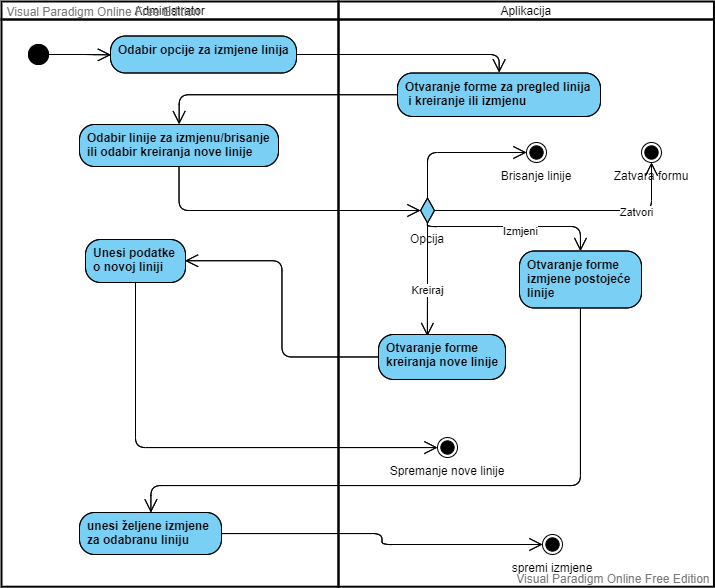 Visual Paradigm Online Free Edition
Administrator
Aplikacija
Odabir opcije za izmjene linija
Otvaranje forme za pregled linija
i kreiranje ili izmjenu
Odabir linije za izmjenu/brisanje
ili odabir kreiranja nove linije
Brisanje linije
Zatvara formu
Zatvori
Opcija
Izmjeni
Unesi podatke
o novoj liniji
Otvaranje forme
izmjene postojeće
linije
Kreiraj
Otvaranje forme
kreiranja nove linije
Spremanje nove linije
unesi željene izmjene
za odabranu liniju
spremi izmjene
Visual Paradigm Online Free Edition